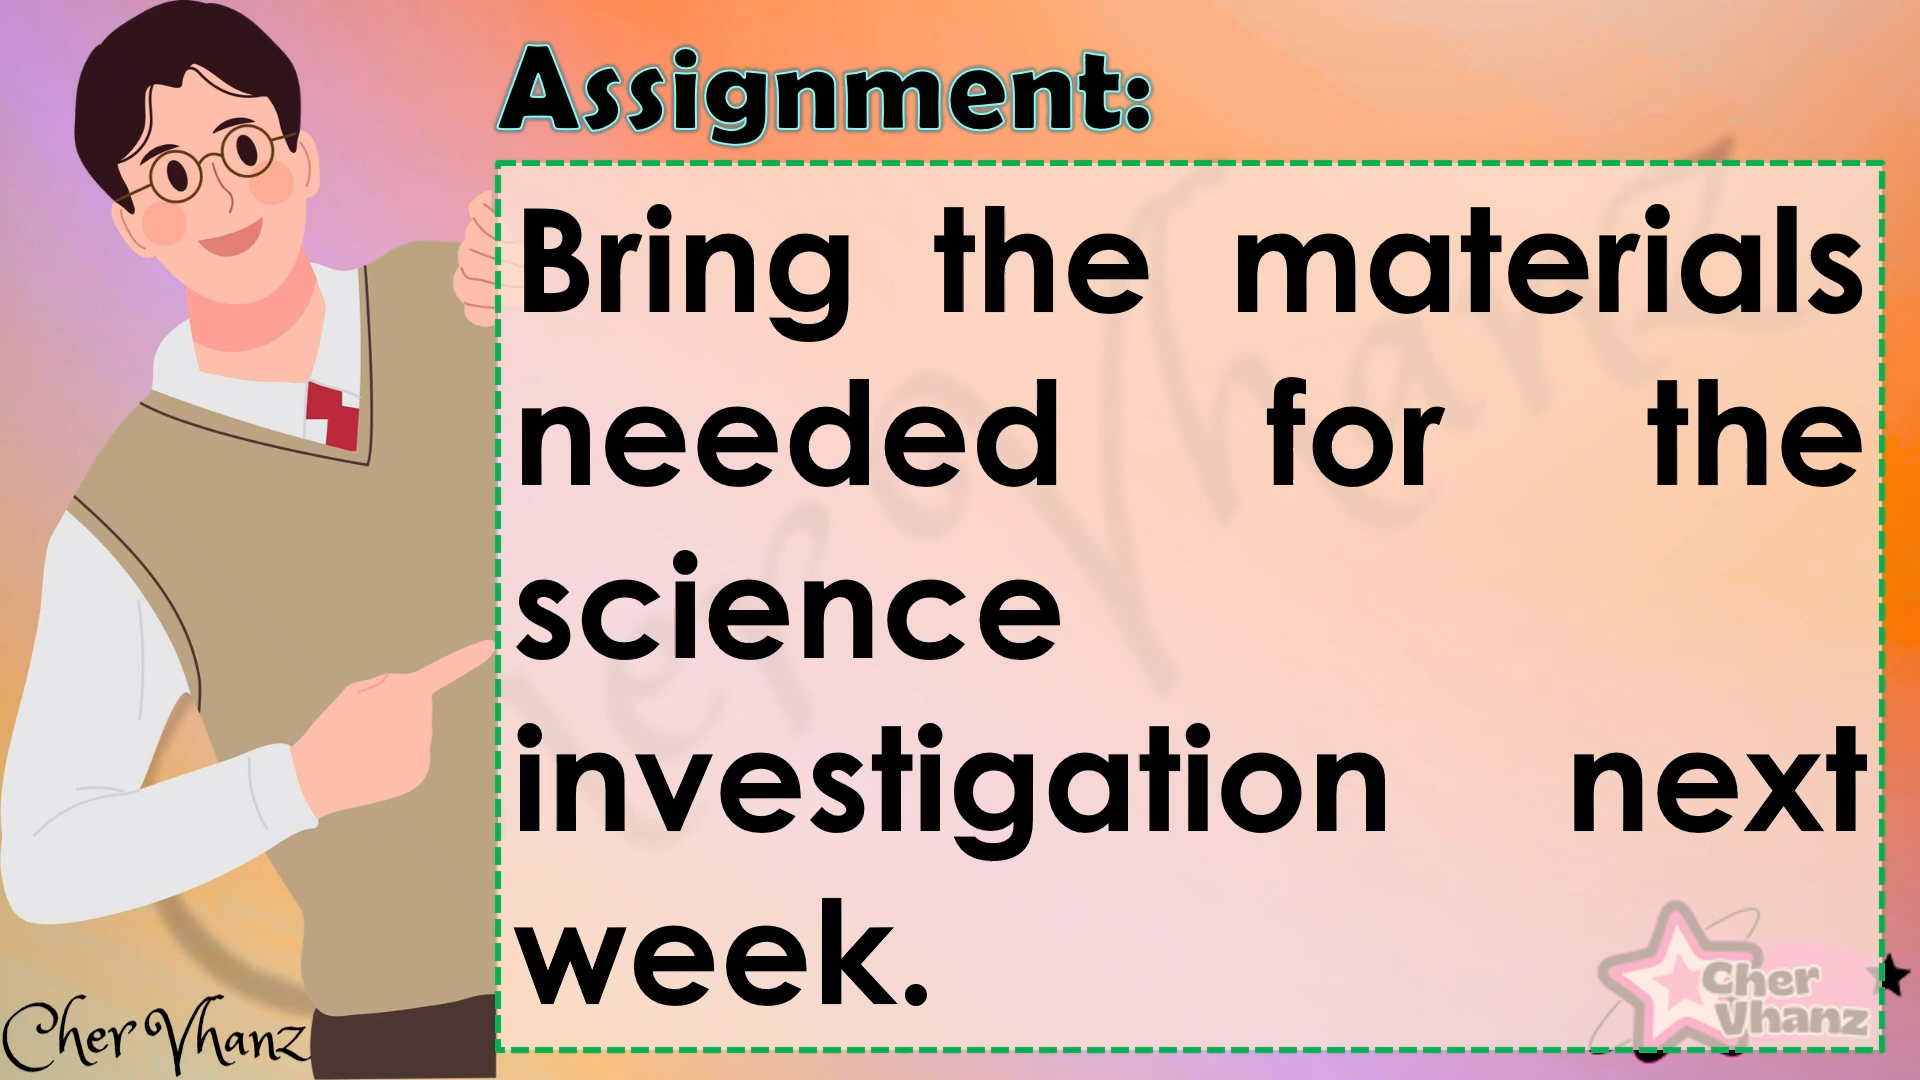 Assignment:
Bring the materials
needed for the
science
investigation next
week.
Cher Vhanz
Cher
Vhanz